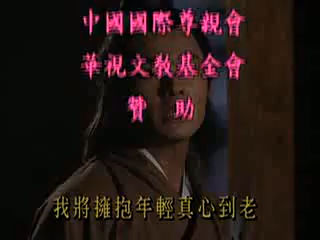 中國國際尊親會
華視文教基金會
贊 助
我將擁抱年輕真心到老